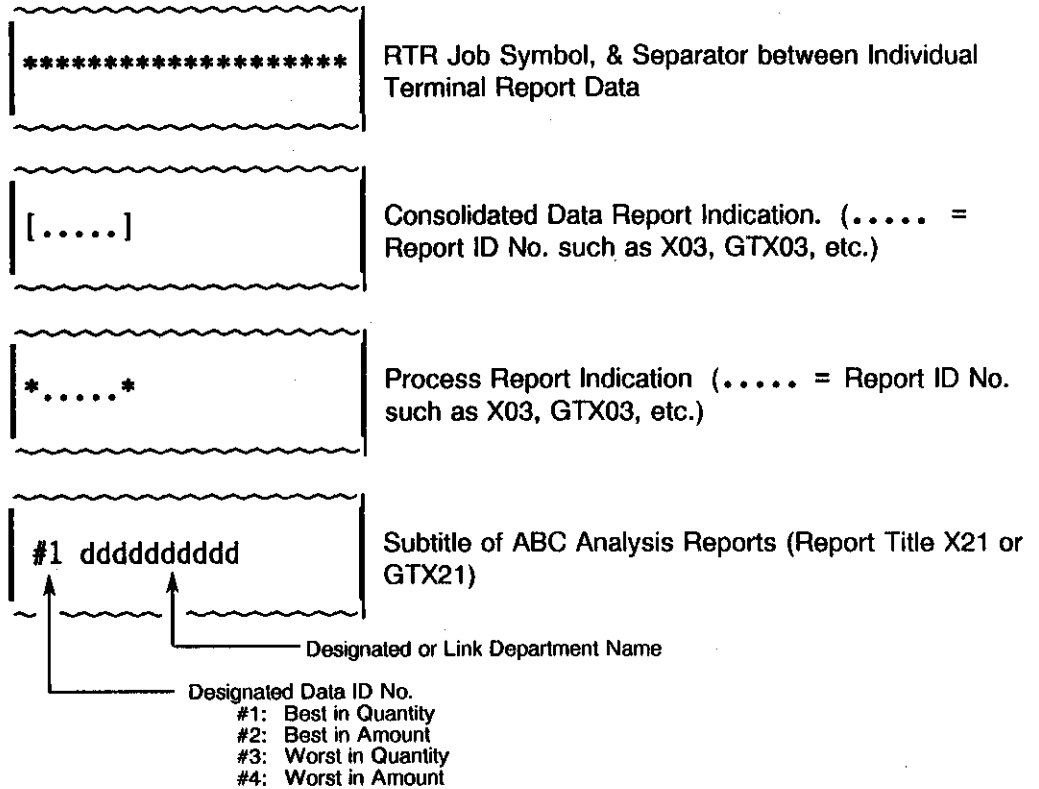 ******************** RTR Job Symbol, & Separator between Individual
Terminal Report Data
[.....] Consolidated Data Report Indication. (..... =
Report ID No. such as X03, GTX03, etc.)
*.....* Process Report Indication (..... = Report ID No.
such as X03, GTX03, etc.)
#1 dddddddddd Subtitle of ABC Analysis Reports (Report Title X21 or
GTX21)
Designated or Link Department Name
Designated Data ID No.
#1: Best in Quantity
#2: Best in Amount
#3: Worst in Quantity
#4: Worst in Amount